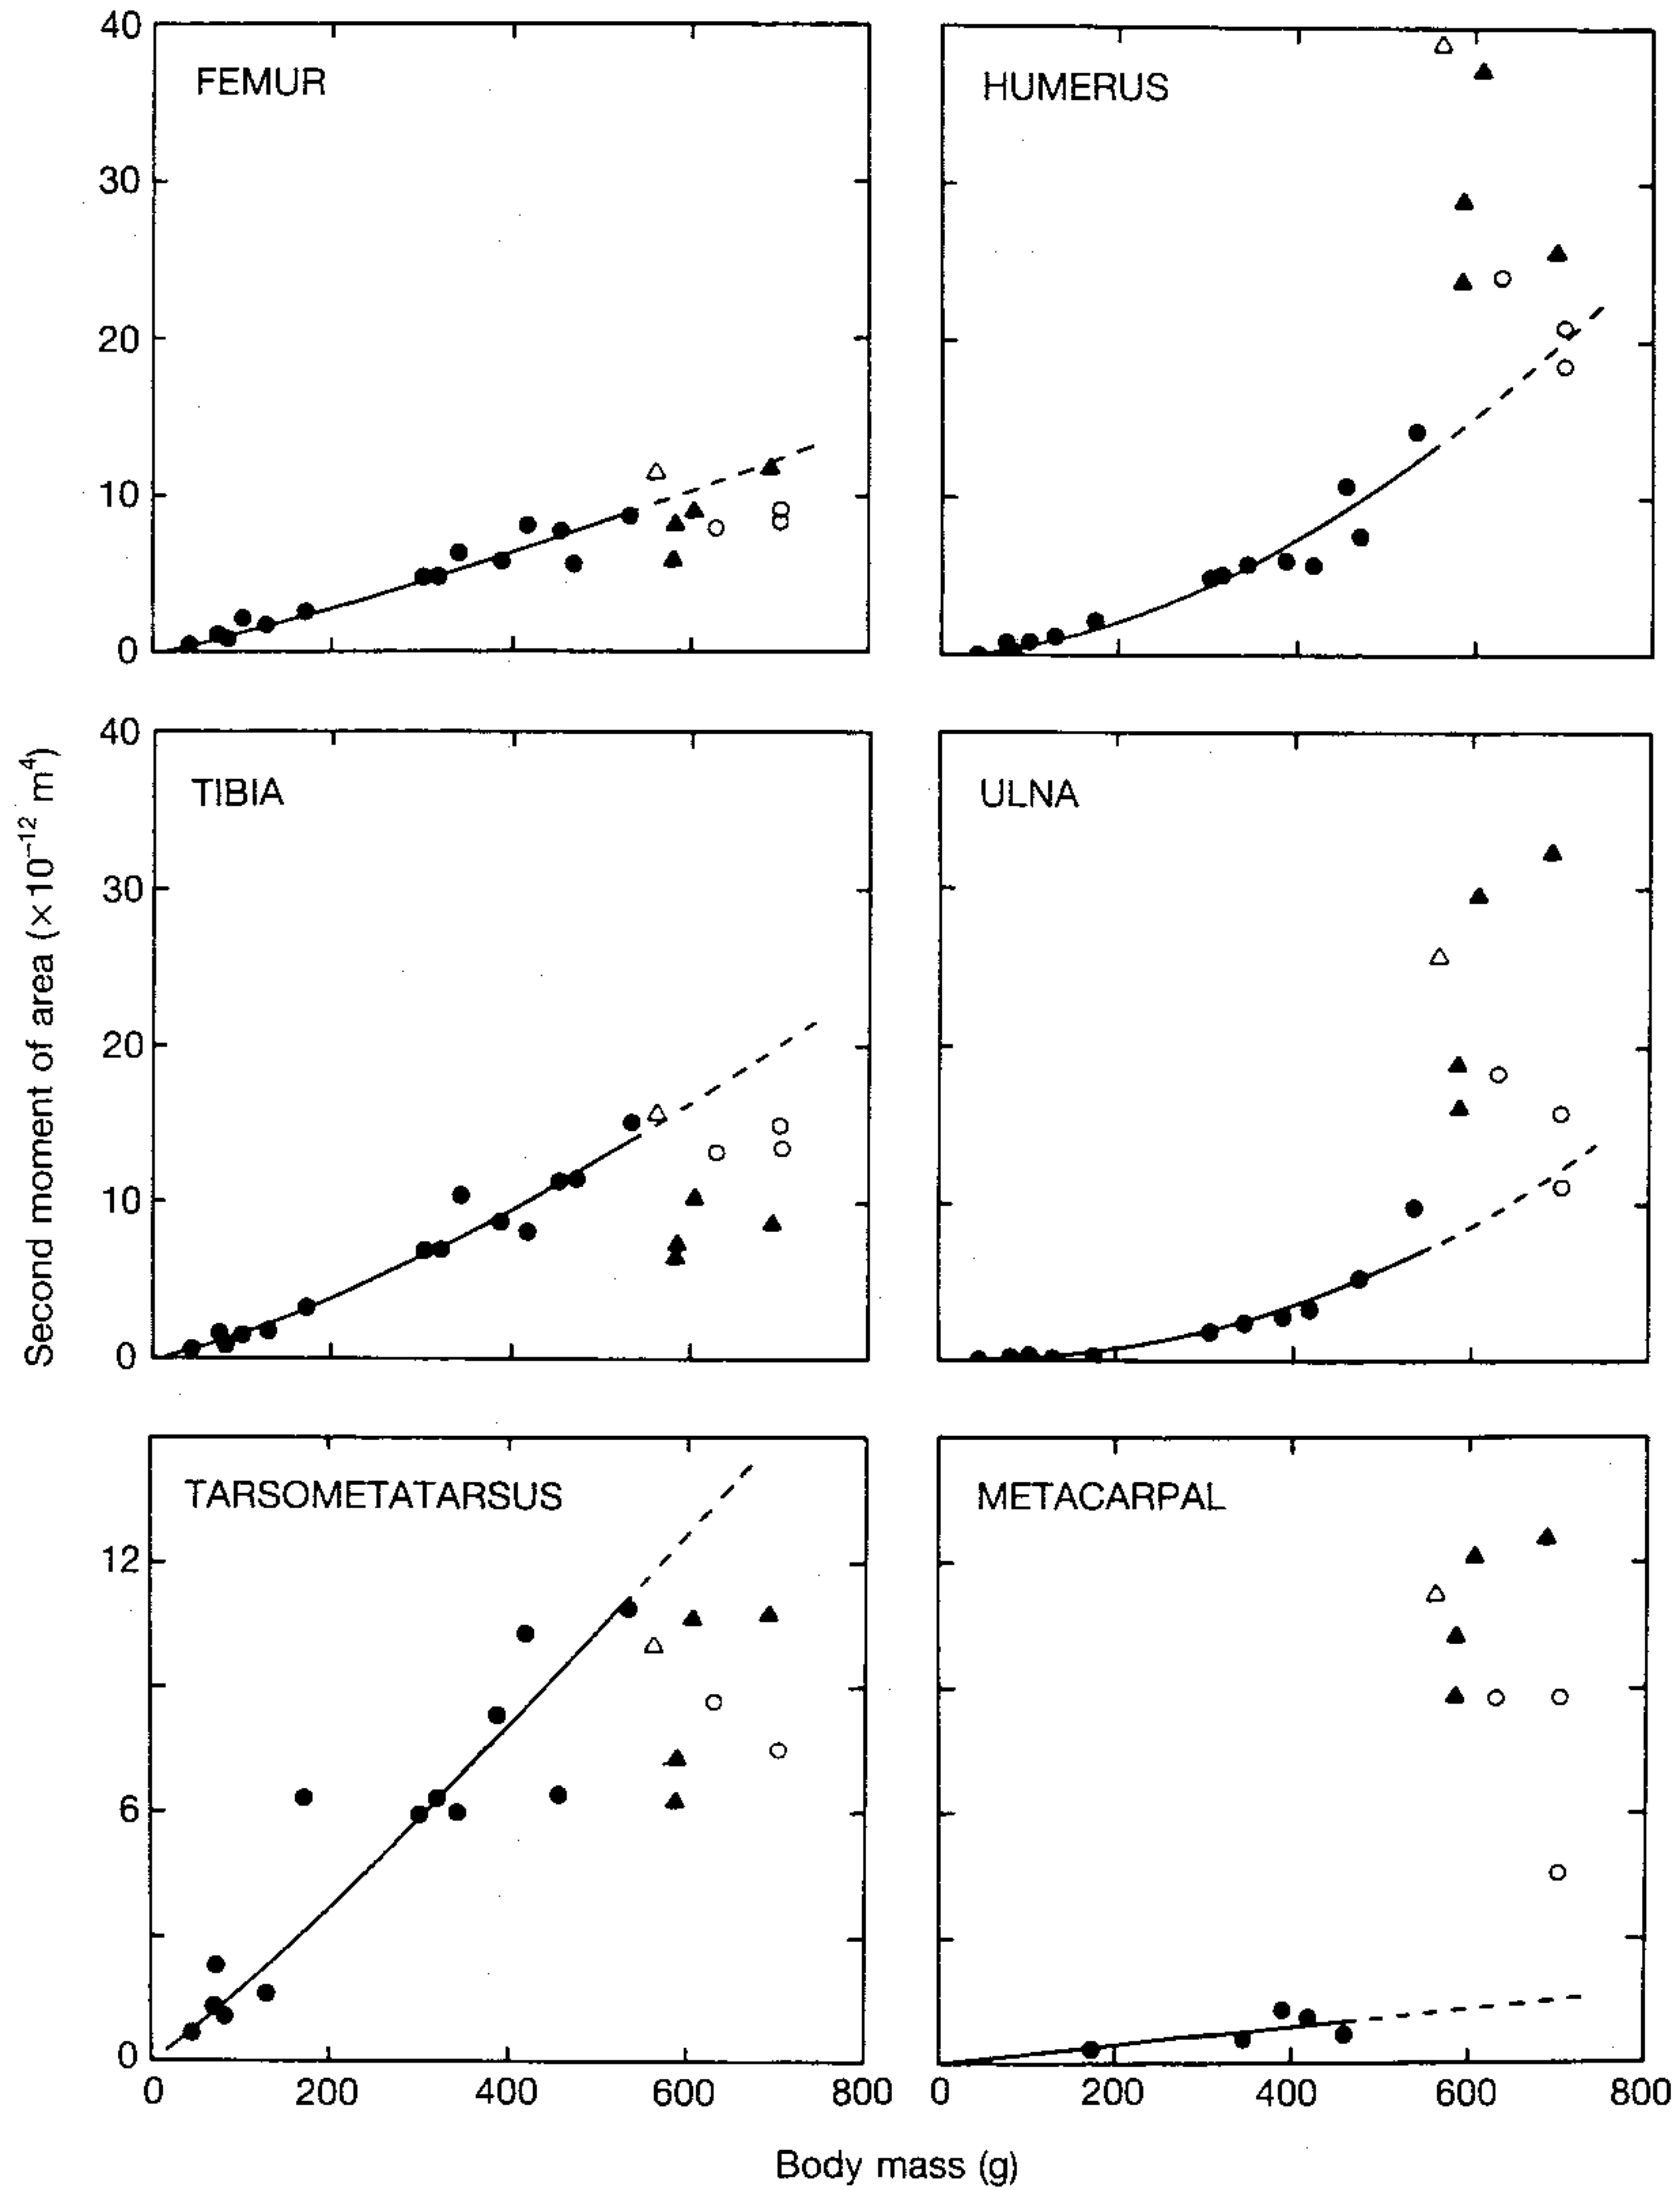 40
30
20
10
0
FEMUR
HUMERUS
Second moment of area (×10⁻¹² m⁴)
40
30
20
10
0
TIBIA
ULNA
12
6
0
TARSOMETATARSUS
METACARPAL
0 200 400 600 800
0 200 400 600 800
Body mass (g)